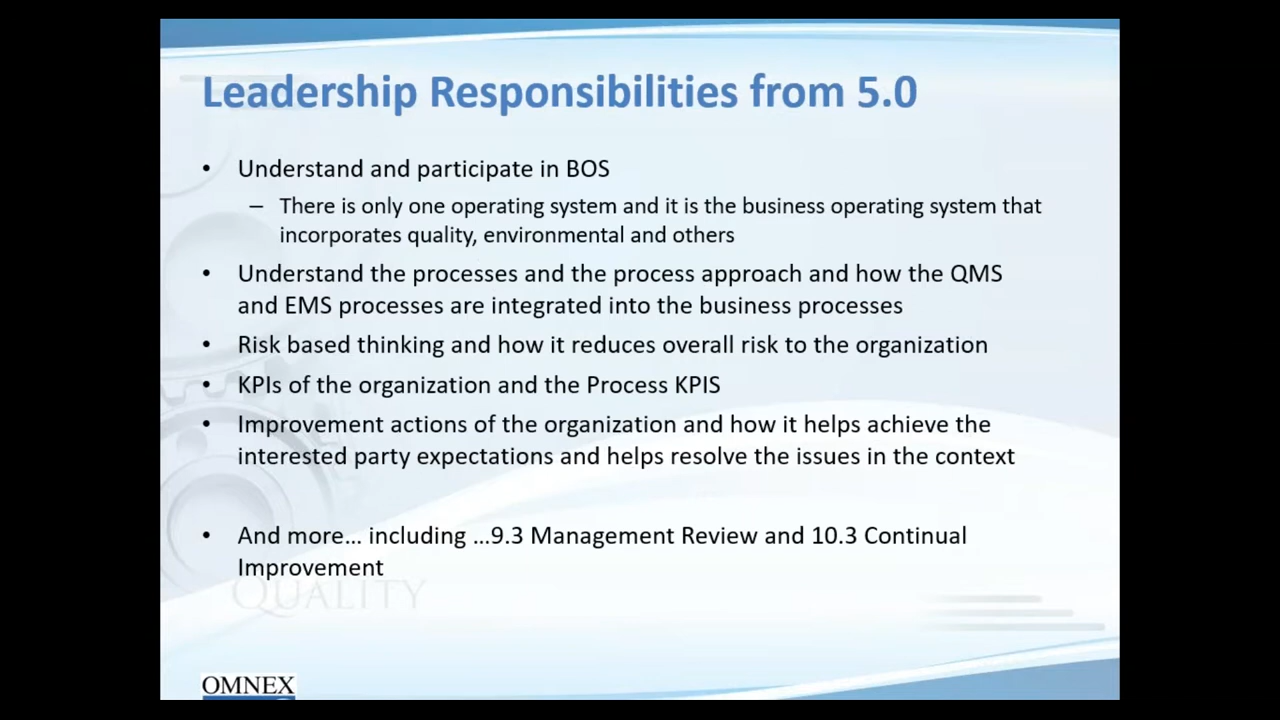 Leadership Responsibilities from 5.0
• Understand and participate in BOS
– There is only one operating system and it is the business operating system that
incorporates quality, environmental and others
• Understand the processes and the process approach and how the QMS
and EMS processes are integrated into the business processes
• Risk based thinking and how it reduces overall risk to the organization
• KPIs of the organization and the Process KPIS
• Improvement actions of the organization and how it helps achieve the
interested party expectations and helps resolve the issues in the context
• And more… including …9.3 Management Review and 10.3 Continual
Improvement
QUALITY
OMNEX